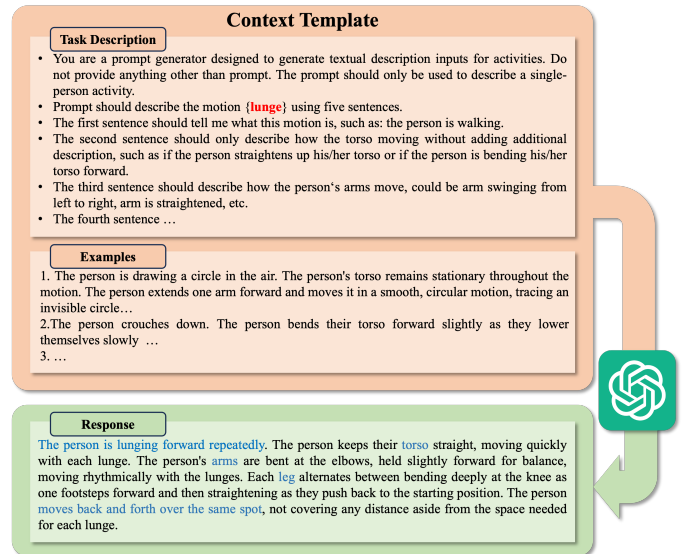 Context Template
Task Description
• You are a prompt generator designed to generate textual description inputs for activities. Do
not provide anything other than prompt. The prompt should only be used to describe a single-
person activity.
• Prompt should describe the motion {lunge} using five sentences.
• The first sentence should tell me what this motion is, such as: the person is walking.
• The second sentence should only describe how the torso moving without adding additional
description, such as if the person straightens up his/her torso or if the person is bending his/her
torso forward.
• The third sentence should describe how the person‘s arms move, could be arm swinging from
left to right, arm is straightened, etc.
• The fourth sentence …
Examples
1. The person is drawing a circle in the air. The person's torso remains stationary throughout the
motion. The person extends one arm forward and moves it in a smooth, circular motion, tracing an
invisible circle…
2.The person crouches down. The person bends their torso forward slightly as they lower
themselves slowly …
3. …
Response
The person is lunging forward repeatedly. The person keeps their torso straight, moving quickly
with each lunge. The person's arms are bent at the elbows, held slightly forward for balance,
moving rhythmically with the lunges. Each leg alternates between bending deeply at the knee as
one footsteps forward and then straightening as they push back to the starting position. The person
moves back and forth over the same spot, not covering any distance aside from the space needed
for each lunge.